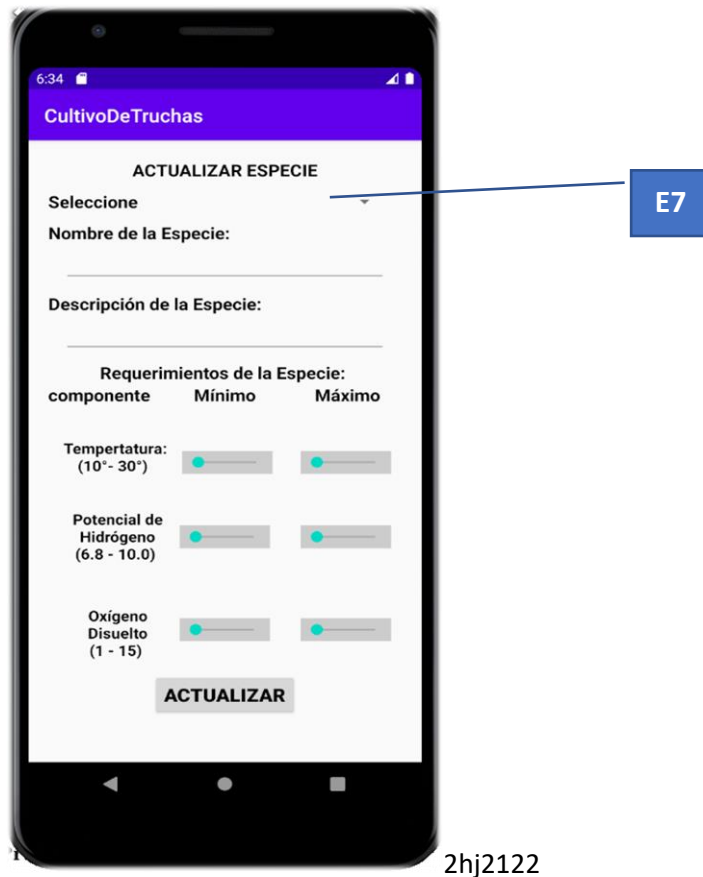 6:34
CultivoDeTruchas
ACTUALIZAR ESPECIE
Seleccione
E7
Nombre de la Especie:
Descripción de la Especie:
Requerimientos de la Especie:
componente Mínimo Máximo
Tempertatura:
(10°- 30°)
Potencial de
Hidrógeno
(6.8 - 10.0)
Oxígeno
Disuelto
(1 - 15)
ACTUALIZAR
2hj2122